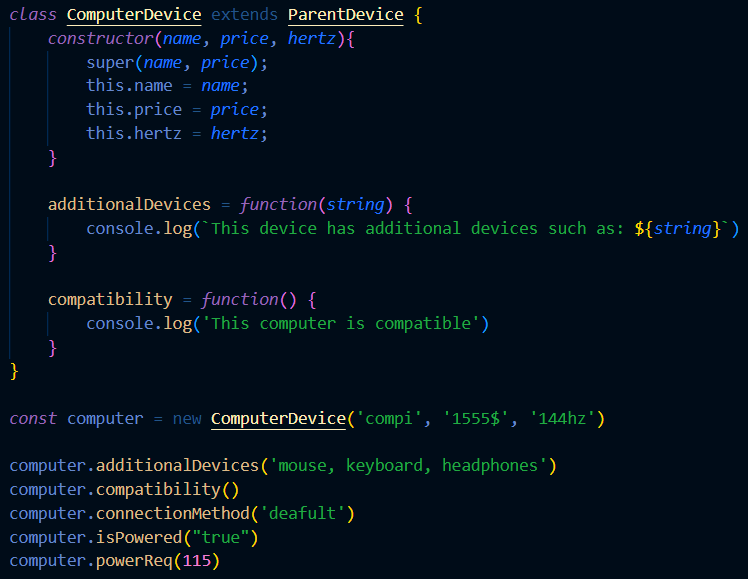 class ComputerDevice extends ParentDevice {
    constructor(name, price, hertz){
        super(name, price);
        this.name = name;
        this.price = price;
        this.hertz = hertz;
    }

    additionalDevices = function(string) {
        console.log(`This device has additional devices such as: ${string}`)
    }

    compatibility = function() {
        console.log('This computer is compatible')
    }
}

const computer = new ComputerDevice('compi', '1555$', '144hz')

computer.additionalDevices('mouse, keyboard, headphones')
computer.compatibility()
computer.connectionMethod('deafult')
computer.isPowered("true")
computer.powerReq(115)